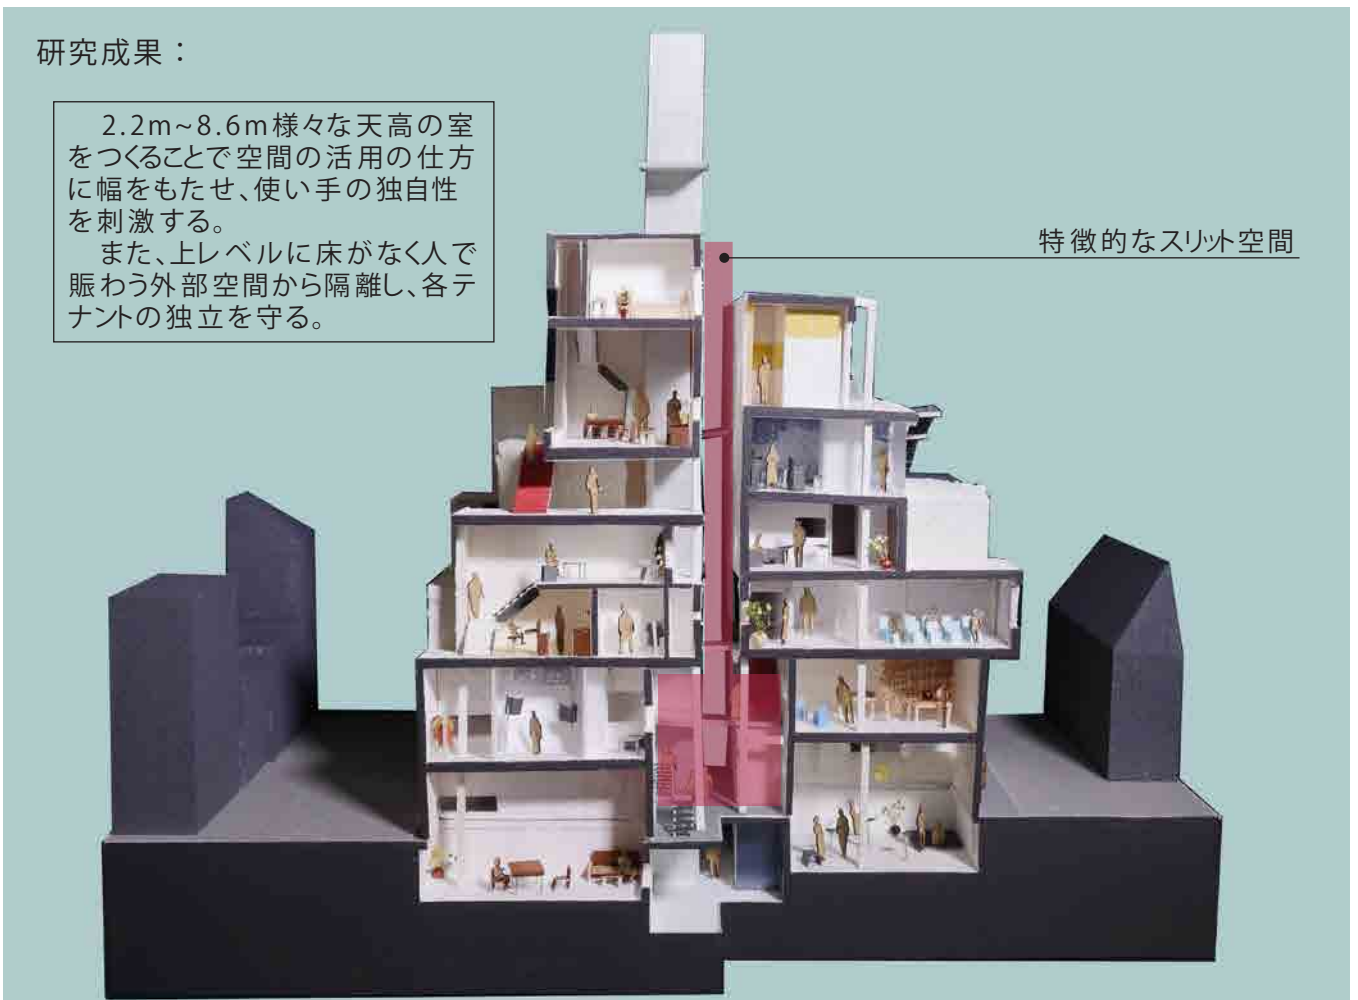 研究成果：
2.2m~8.6m様々な天高の室
をつくることで空間の活用の仕方
に幅をもたせ、使い手の独自性
を刺激する。
また、上レベルに床がなく人で
賑わう外部空間から隔離し、各テ
ナントの独立を守る。
特徴的なスリット空間